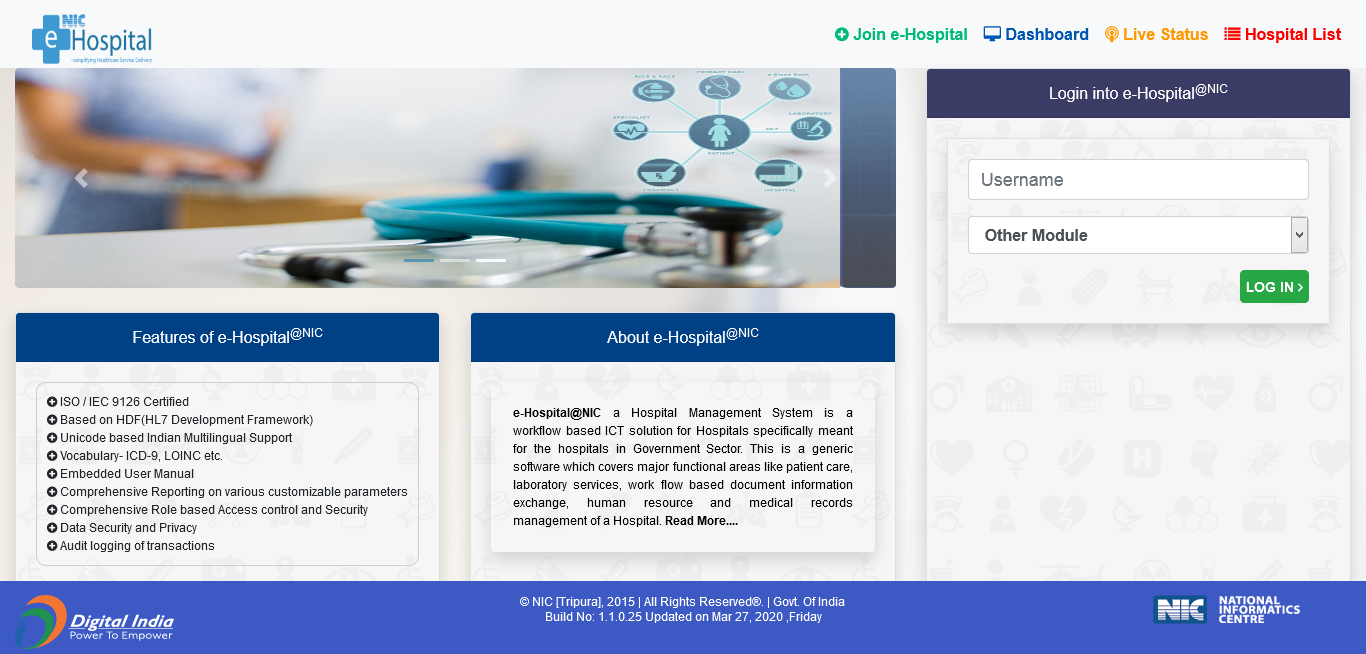 NIC
e Hospital
~simplifying Healthcare Service Delivery
Join e-Hospital
Dashboard
Live Status
Hospital List
RIC & PACS
PRIMARY CARE
e Blood Bank
SPECIALIST
LABORATORY
PATIENT
HL7
PHARMACY
HOSPITAL
Login into e-Hospital@NIC
Username
Other Module
LOG IN ›
Features of e-Hospital@NIC
ISO / IEC 9126 Certified
Based on HDF(HL7 Development Framework)
Unicode based Indian Multilingual Support
Vocabulary- ICD-9, LOINC etc.
Embedded User Manual
Comprehensive Reporting on various customizable parameters
Comprehensive Role based Access control and Security
Data Security and Privacy
Audit logging of transactions
About e-Hospital@NIC
e-Hospital@NIC a Hospital Management System is a
workflow based ICT solution for Hospitals specifically meant
for the hospitals in Government Sector. This is a generic
software which covers major functional areas like patient care,
laboratory services, work flow based document information
exchange, human resource and medical records
management of a Hospital. Read More....
Digital India
Power To Empower
© NIC [Tripura], 2015 | All Rights Reserved®. | Govt. Of India
Build No: 1.1.0.25 Updated on Mar 27, 2020 ,Friday
NIC
NATIONAL
INFORMATICS
CENTRE